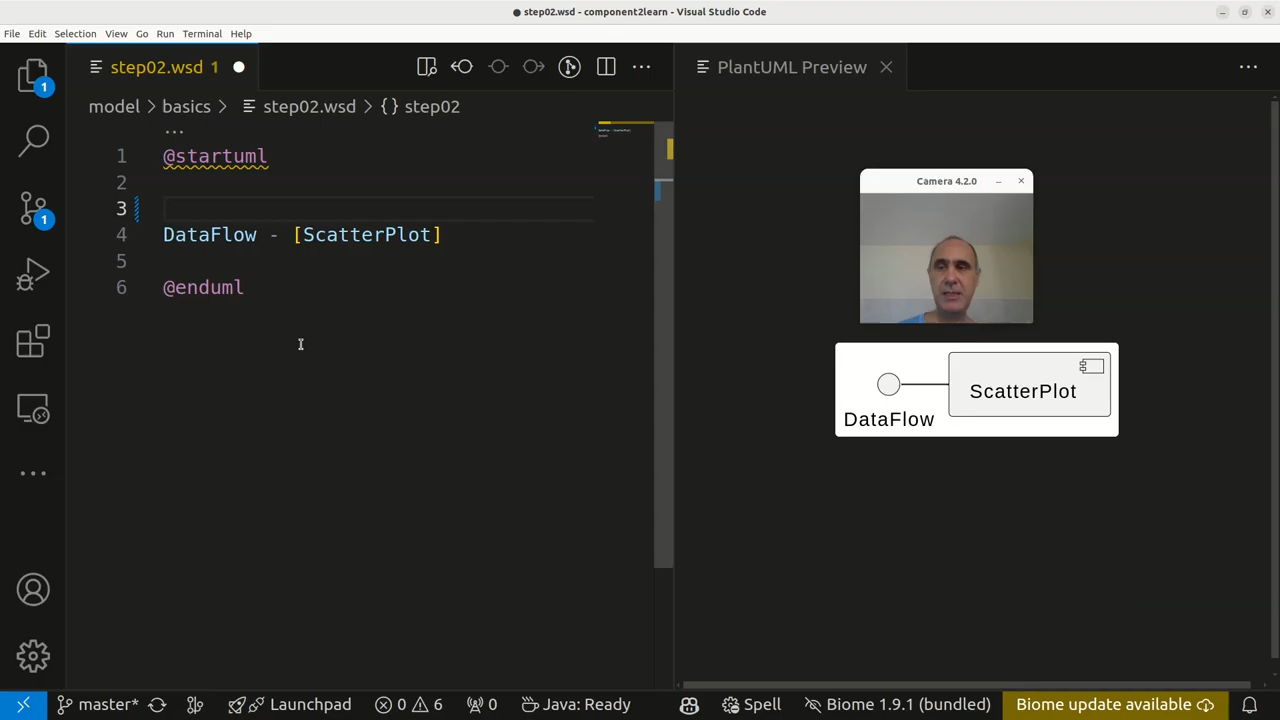 step02.wsd - component2learn - Visual Studio Code
File Edit Selection View Go Run Terminal Help
step02.wsd 1
PlantUML Preview
model basics step02.wsd {} step02
...
1 @startuml
2
3
4 DataFlow - [ScatterPlot]
5
6 @enduml
Camera 4.2.0
ScatterPlot
DataFlow
1
1
master* Launchpad 0 6 0 Java: Ready Spell Biome 1.9.1 (bundled) Biome update available